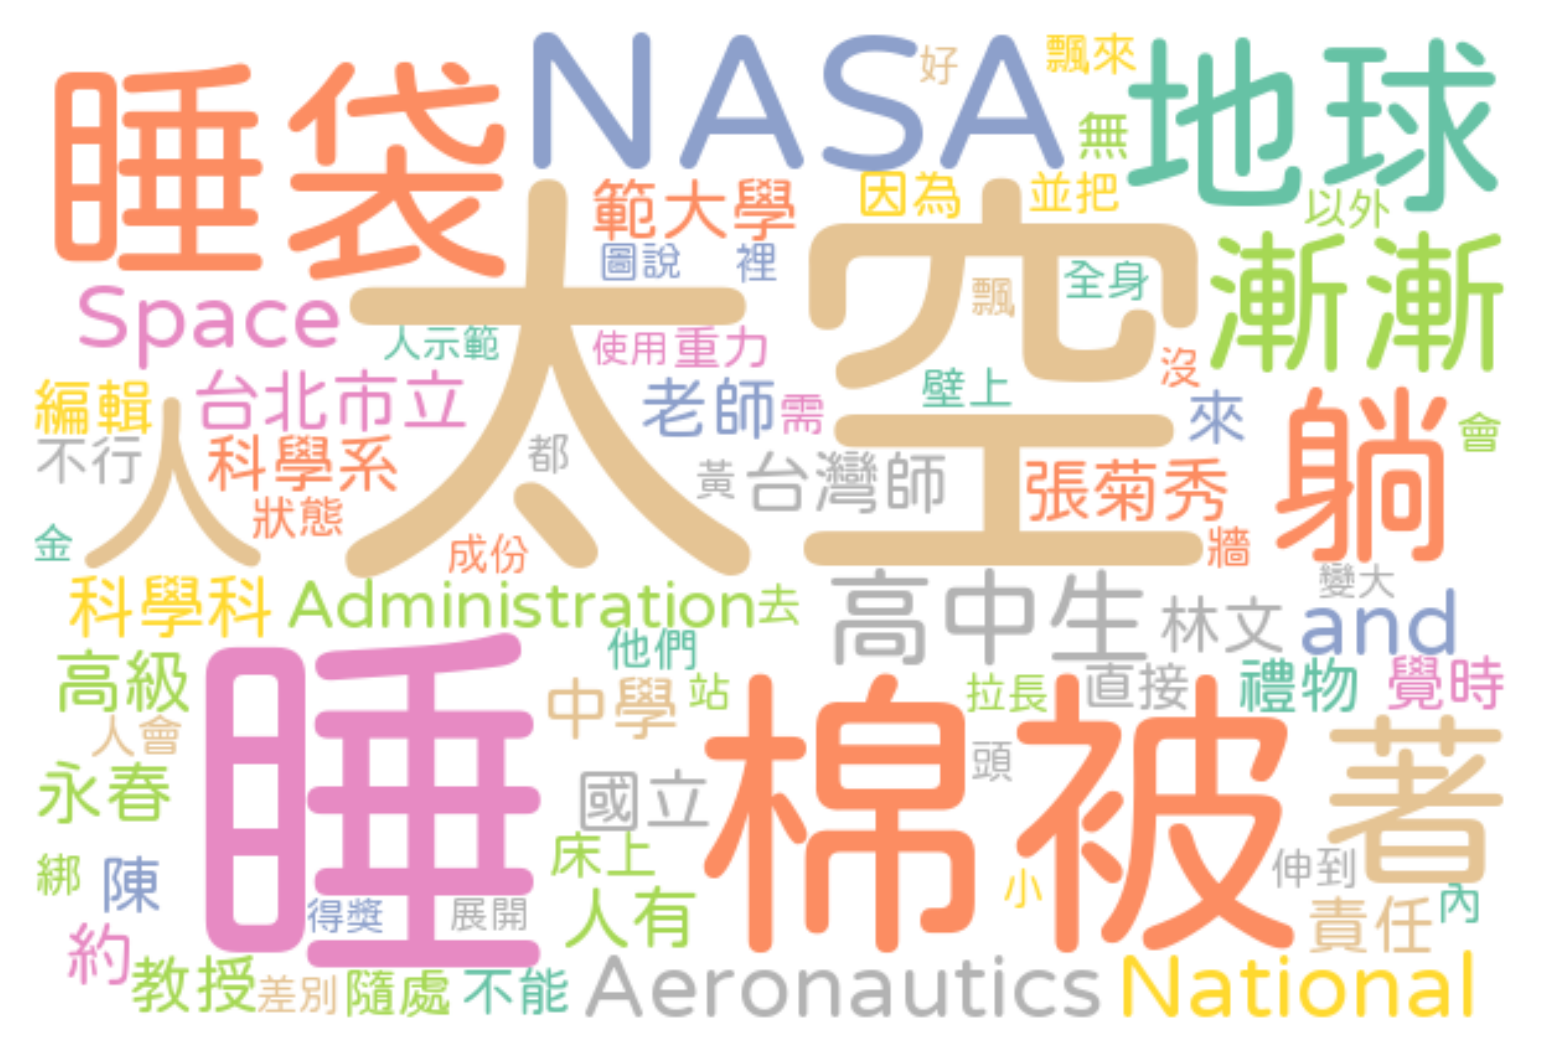 睡袋
NASA
好
飄來
地球
無
範大學
因為
並把
以外
圖說
裡
太空
飄
全身
漸漸
Space
人示範
使用
重力
沒
編輯
台北市立
老師
需
壁上
來
躺
會
不行
人
科學系
都
黃
台灣師
張菊秀
狀態
金
成份
牆
科學科
Administration
去
高中生
變大
林文
and
他們
高級
睡
中學
站
棉被
拉長
直接
禮物
覺時
人會
著
頭
永春
國立
床上
綁
陳
小
伸到
得獎
展開
人有
責任
內
約
教授
差別
隨處
不能
Aeronautics
National